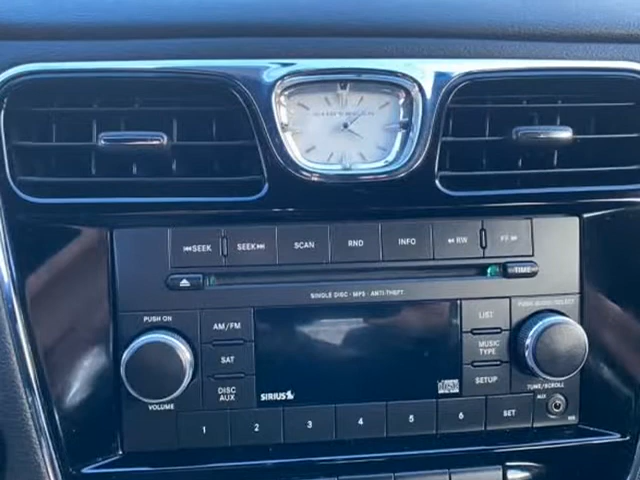 CHRYSLER
SEEK
SEEK
SCAN
RND
INFO
RW
FF
TIME
SINGLE DISC · MP3 · ANTI-THEFT
PUSH ON
VOLUME
AM/FM
SAT
DISC
AUX
SIRIUS
LIST
MUSIC
TYPE
SETUP
PUSH AUDIO/SELECT
TUNE/SCROLL
AUX
1
2
3
4
5
6
SET